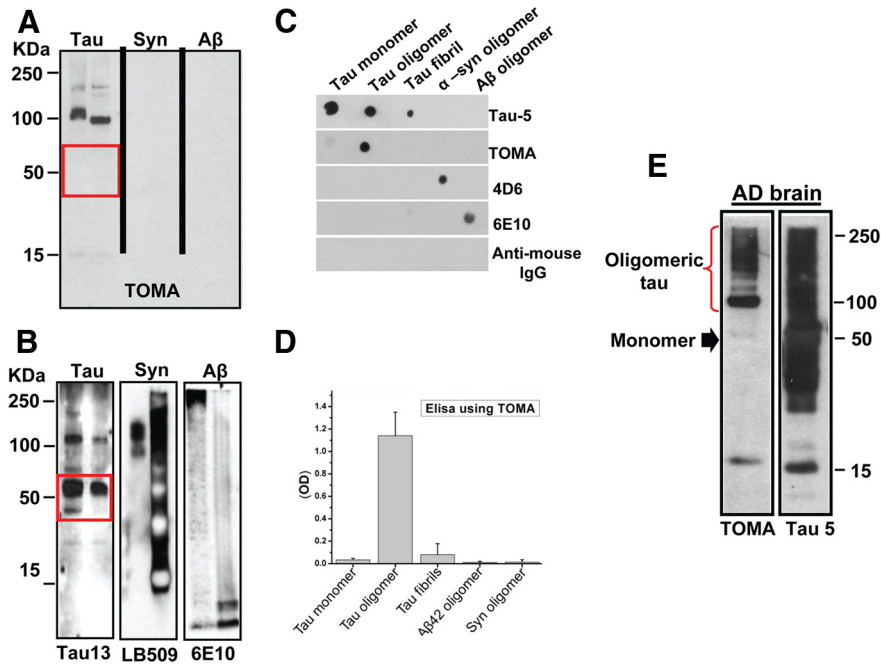 A
KDa
Tau Syn Aβ
250
100
50
15
TOMA
B
KDa
Tau Syn Aβ
250
100
50
15
Tau13 LB509 6E10
C
Tau monomer
Tau oligomer
Tau fibril
α –syn oligomer
Aβ oligomer
Tau-5
TOMA
4D6
6E10
Anti-mouse
IgG
D
Elisa using TOMA
(OD)
1.4
1.2
1.0
0.8
0.6
0.4
0.2
0.0
Tau monomer
Tau oligomer
Tau fibrils
Aβ42 oligomer
Syn oligomer
E
AD brain
Oligomeric
tau
Monomer
250
100
50
15
TOMA Tau 5